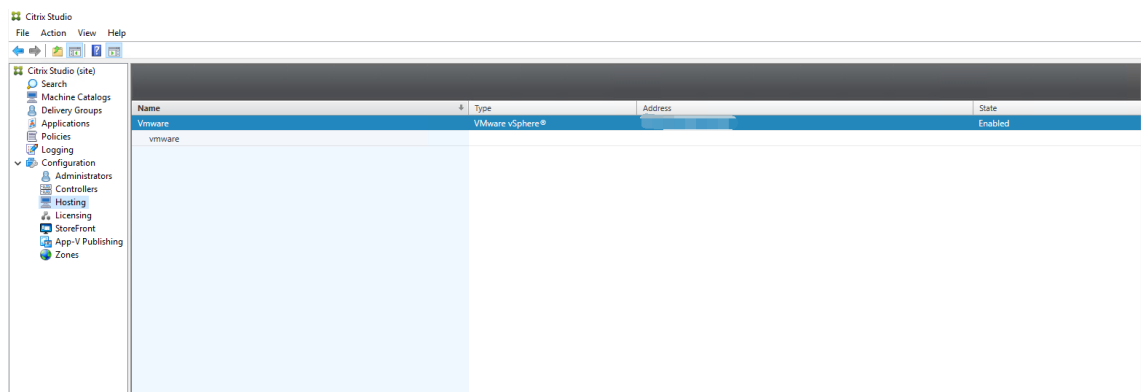 Citrix Studio
File Action View Help
Citrix Studio (site)
Search
Machine Catalogs
Delivery Groups
Applications
Policies
Logging
Configuration
Administrators
Controllers
Hosting
Licensing
StoreFront
App-V Publishing
Zones
Name Type Address State
Vmware VMware vSphere® Enabled
vmware